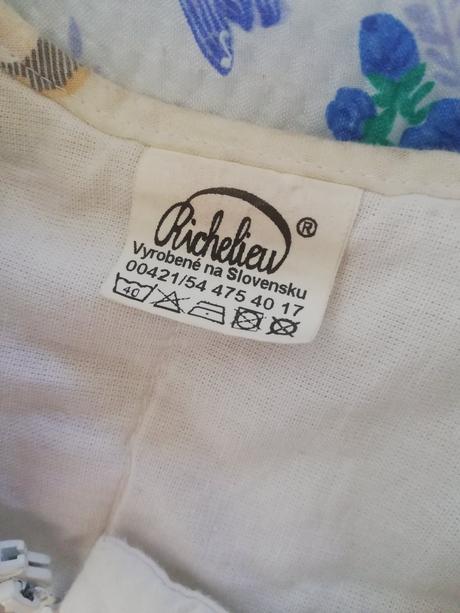 Richelieu ®
Vyrobené na Slovensku
00421/54 475 40 17
40